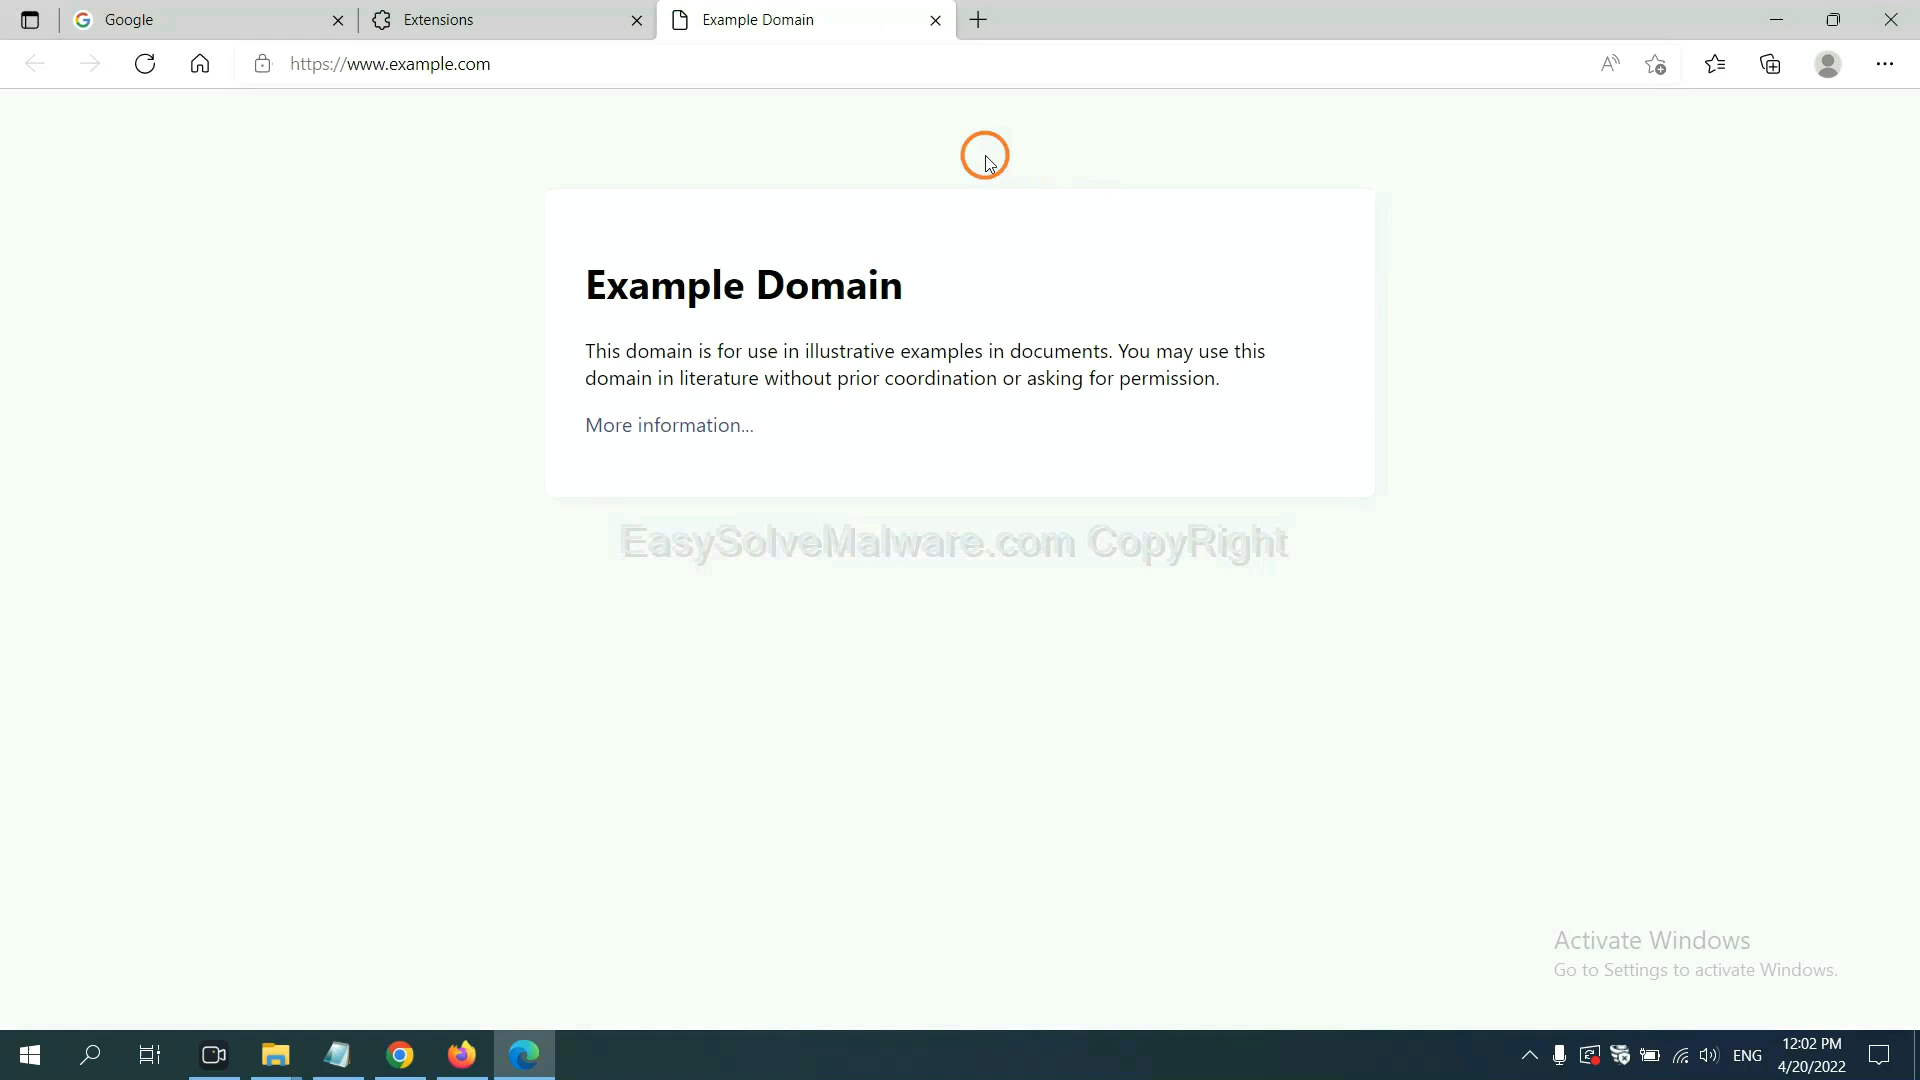 Google
Extensions
Example Domain
https://www.example.com
Example Domain
This domain is for use in illustrative examples in documents. You may use this
domain in literature without prior coordination or asking for permission.
More information...
EasySolveMalware.com CopyRight
Activate Windows
Go to Settings to activate Windows.
ENG
12:02 PM
4/20/2022